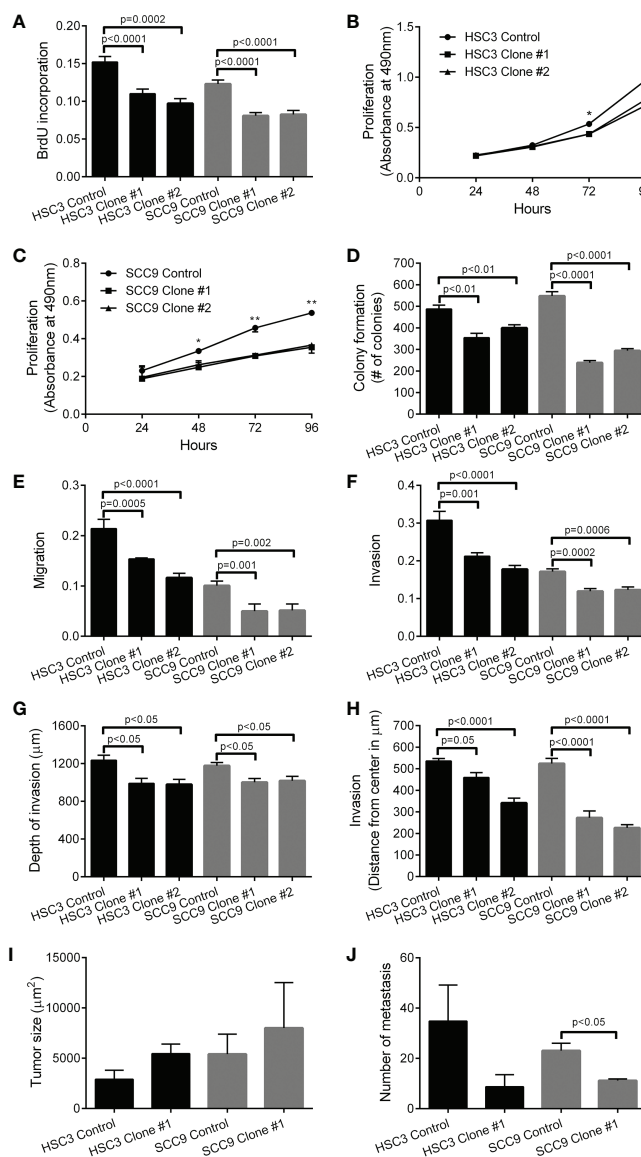 A
p=0.0002
p<0.0001
p<0.0001
p<0.0001
BrdU incorporation
0.20
0.15
0.10
0.05
0.00
HSC3 Control
HSC3 Clone #1
HSC3 Clone #2
SCC9 Control
SCC9 Clone #1
SCC9 Clone #2
B
HSC3 Control
HSC3 Clone #1
HSC3 Clone #2
Proliferation
(Absorbance at 490nm)
1.5
1.0
0.5
0.0
*
0
24
48
72
Hours
C
SCC9 Control
SCC9 Clone #1
SCC9 Clone #2
Proliferation
(Absorbance at 490nm)
0.6
0.4
0.2
0.0
*
**
**
0
24
48
72
96
Hours
D
p<0.01
p<0.01
p<0.0001
p<0.0001
Colony formation
(# of colonies)
700
600
500
400
300
200
100
0
HSC3 Control
HSC3 Clone #1
HSC3 Clone #2
SCC9 Control
SCC9 Clone #1
SCC9 Clone #2
E
p<0.0001
p=0.0005
p=0.002
p=0.001
Migration
0.3
0.2
0.1
0.0
HSC3 Control
HSC3 Clone #1
HSC3 Clone #2
SCC9 Control
SCC9 Clone #1
SCC9 Clone #2
F
p<0.0001
p=0.001
p=0.0006
p=0.0002
Invasion
0.4
0.3
0.2
0.1
0.0
HSC3 Control
HSC3 Clone #1
HSC3 Clone #2
SCC9 Control
SCC9 Clone #1
SCC9 Clone #2
G
p<0.05
p<0.05
p<0.05
p<0.05
Depth of invasion (μm)
1600
1200
800
400
0
HSC3 Control
HSC3 Clone #1
HSC3 Clone #2
SCC9 Control
SCC9 Clone #1
SCC9 Clone #2
H
p<0.0001
p=0.05
p<0.0001
p<0.0001
Invasion
(Distance from center in μm)
700
600
500
400
300
200
100
0
HSC3 Control
HSC3 Clone #1
HSC3 Clone #2
SCC9 Control
SCC9 Clone #1
SCC9 Clone #2
I
Tumor size (μm²)
15000
10000
5000
0
HSC3 Control
HSC3 Clone #1
SCC9 Control
SCC9 Clone #1
J
p<0.05
Number of metastasis
60
40
20
0
HSC3 Control
HSC3 Clone #1
SCC9 Control
SCC9 Clone #1